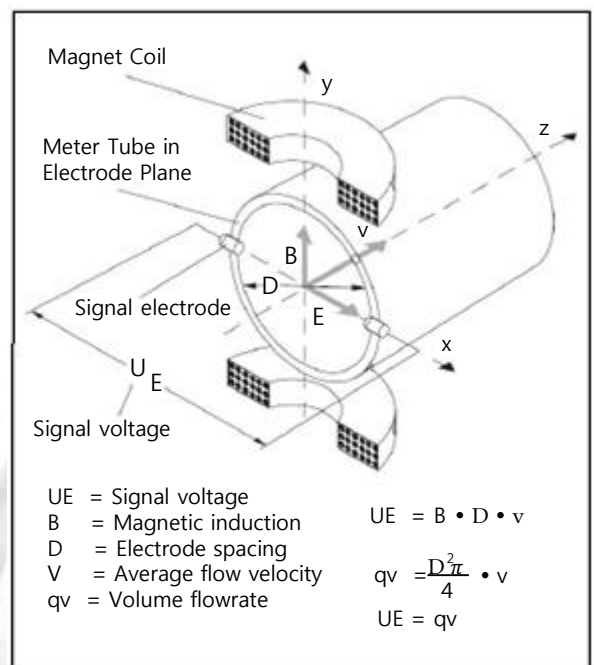 Magnet Coil
y
z
Meter Tube in
Electrode Plane
v
B
D
Signal electrode
E
x
U E
Signal voltage
UE = Signal voltage
B = Magnetic induction
D = Electrode spacing
V = Average flow velocity
qv = Volume flowrate
UE = B • D • v
qv = D²π/4 • v
UE = qv